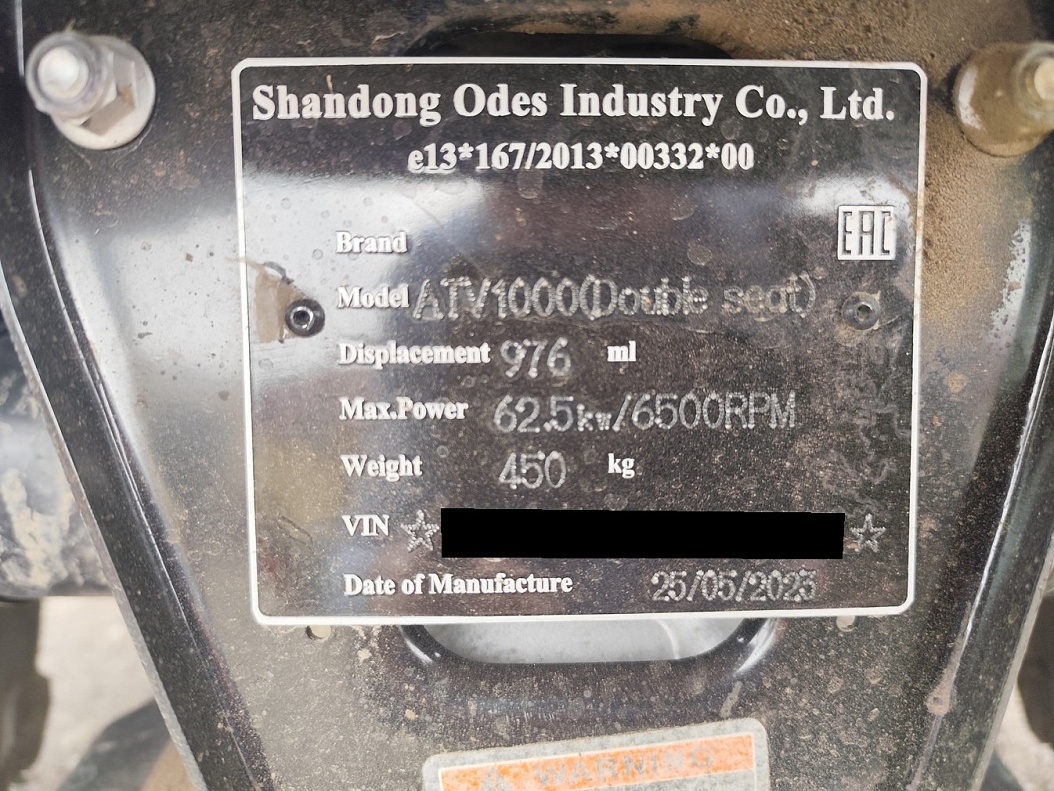 Shandong Odes Industry Co., Ltd.
e13*167/2013*00332*00
EAC
Brand
Model ATV1000(Double seat)
Displacement 976 ml
Max.Power 62.5kw/6500RPM
Weight 450 kg
VIN ☆ ☆
Date of Manufacture 25/05/2023
WARNING